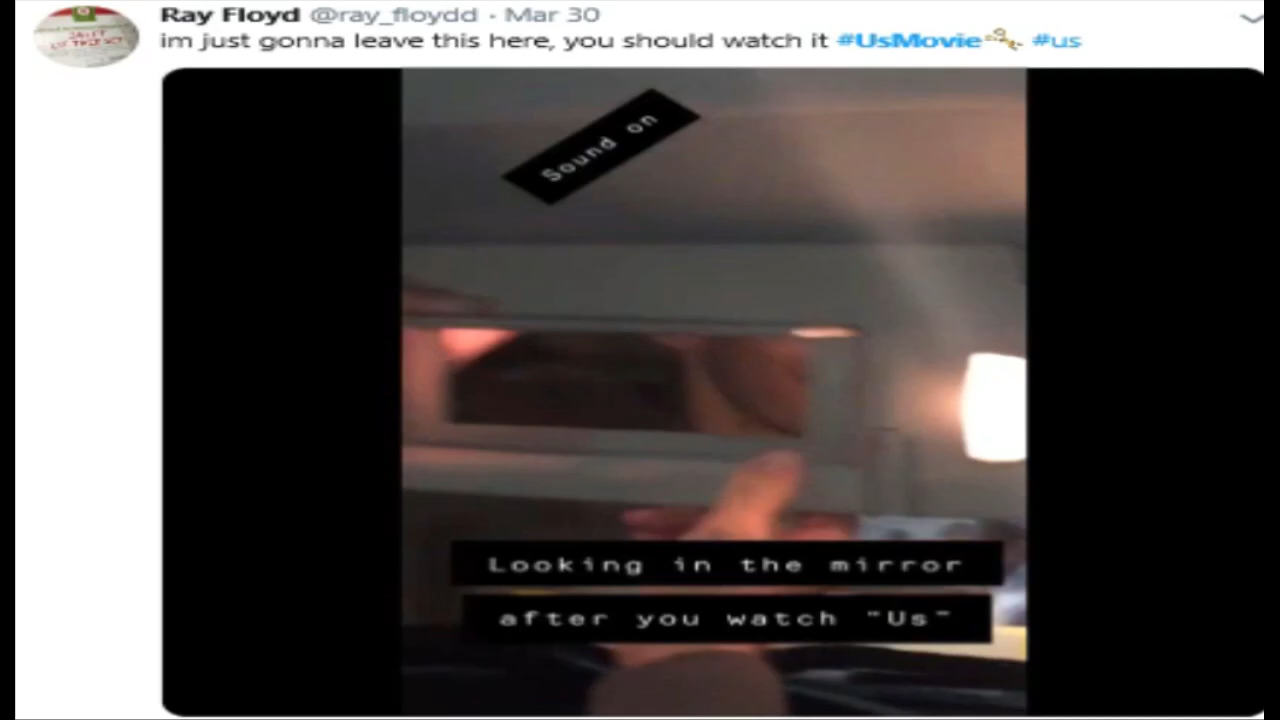 Ray Floyd @ray_floydd · Mar 30
im just gonna leave this here, you should watch it #UsMovie #us
Sound on
Looking in the mirror
after you watch "Us"